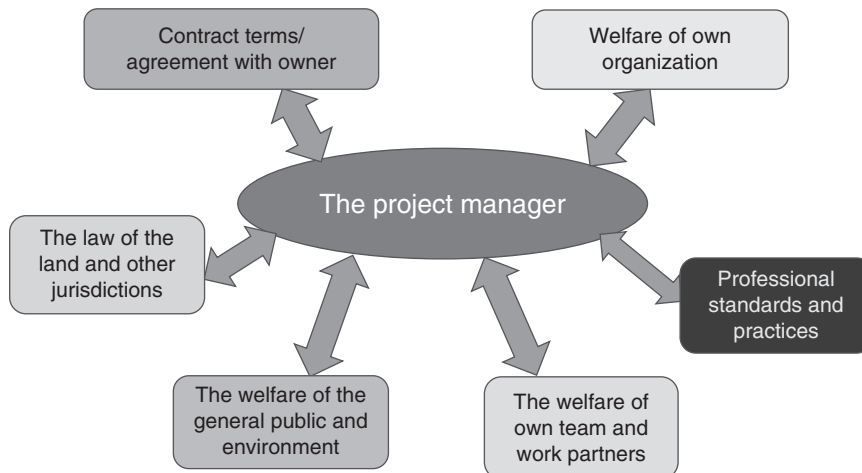 Contract terms/
agreement with owner
Welfare of own
organization
The project manager
The law of the
land and other
jurisdictions
Professional
standards and
practices
The welfare of the
general public and
environment
The welfare of
own team and
work partners